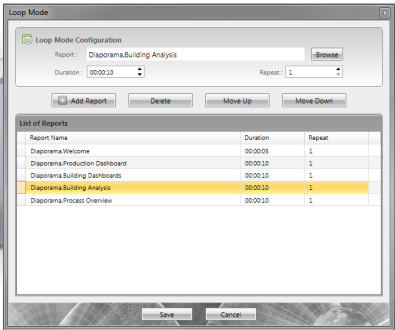 Loop Mode
Loop Mode Configuration
Report : Diaporama.Building Analysis Browse
Duration : 00:00:10 Repeat : 1
Add Report Delete Move Up Move Down
List of Reports
Report Name Duration Repeat
Diaporama.Welcome 00:00:05 1
Diaporama.Production Dashboard 00:00:10 1
Diaporama.Building Dashboards 00:00:10 1
Diaporama.Building Analysis 00:00:10 1
Diaporama.Process Overview 00:00:10 1
Save Cancel